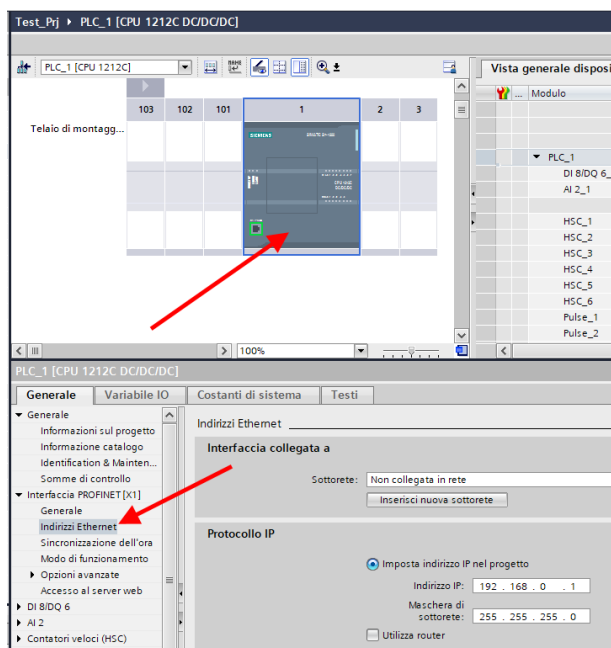 Test_Prj ▸ PLC_1 [CPU 1212C DC/DC/DC]
PLC_1 [CPU 1212C]
Vista generale disposi
... Modulo
103 102 101 1 2 3
Telaio di montagg...
SIEMENS
PLC_1
DI 8/DQ 6_
AI 2_1
HSC_1
HSC_2
HSC_3
HSC_4
HSC_5
HSC_6
Pulse_1
Pulse_2
100%
PLC_1 [CPU 1212C DC/DC/DC]
Generale Variabile IO Costanti di sistema Testi
Generale
Informazioni sul progetto
Informazione catalogo
Identification & Mainten...
Somme di controllo
Interfaccia PROFINET [X1]
Generale
Indirizzi Ethernet
Sincronizzazione dell'ora
Modo di funzionamento
Opzioni avanzate
Accesso al server web
DI 8/DQ 6
AI 2
Contatori veloci (HSC)
Indirizzi Ethernet
Interfaccia collegata a
Sottorete: Non collegata in rete
Inserisci nuova sottorete
Protocollo IP
Imposta indirizzo IP nel progetto
Indirizzo IP: 192 . 168 . 0 . 1
Maschera di
sottorete: 255 . 255 . 255 . 0
Utilizza router